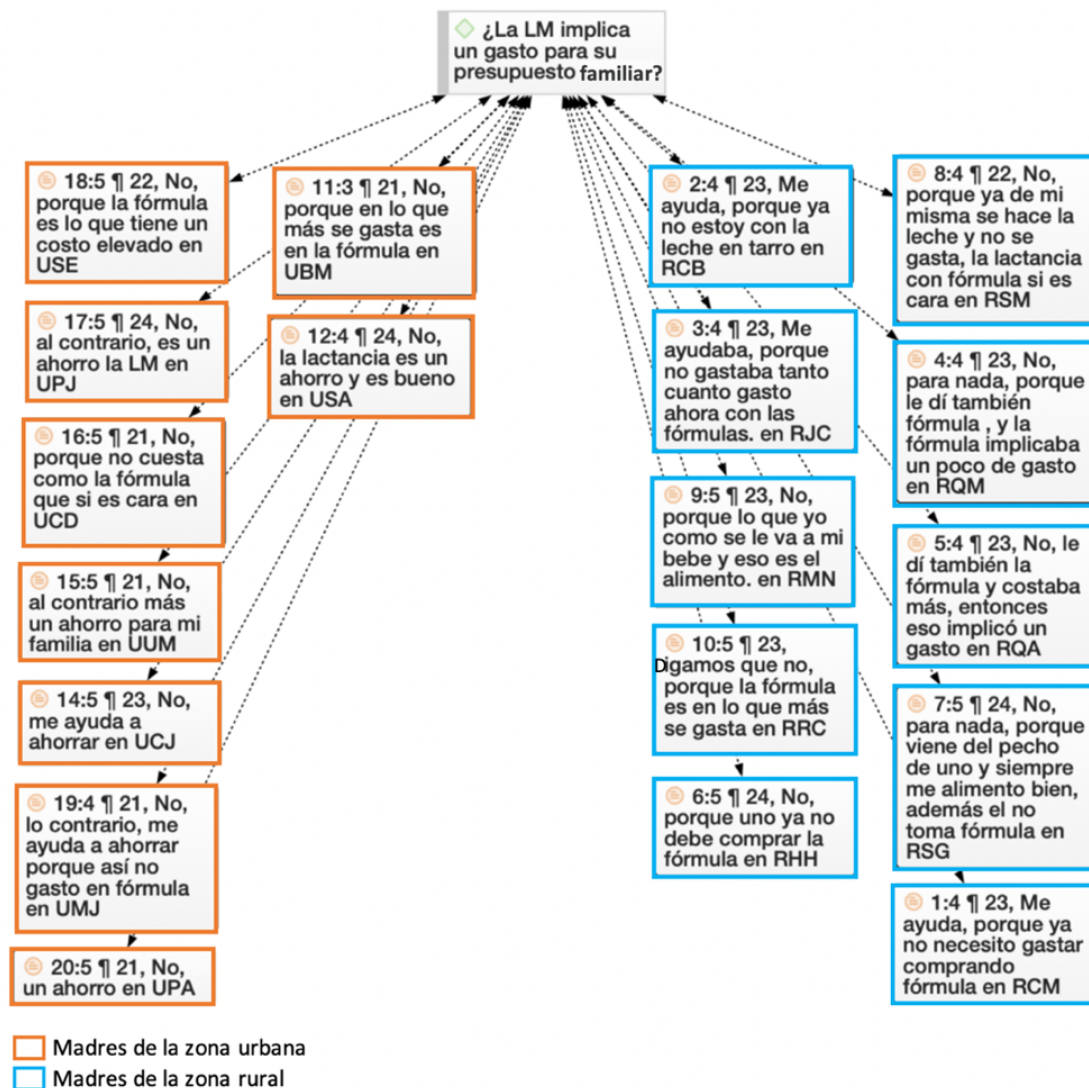 ¿La LM implica
un gasto para su
presupuesto familiar?
18:5 ¶ 22, No,
porque la fórmula
es lo que tiene un
costo elevado en
USE
17:5 ¶ 24, No,
al contrario, es un
ahorro la LM en
UPJ
16:5 ¶ 21, No,
porque no cuesta
como la fórmula
que si es cara en
UCD
15:5 ¶ 21, No,
al contrario más
un ahorro para mi
familia en UUM
14:5 ¶ 23, No,
me ayuda a
ahorrar en UCJ
19:4 ¶ 21, No,
lo contrario, me
ayuda a ahorrar
porque así no
gasto en fórmula
en UMJ
20:5 ¶ 21, No,
un ahorro en UPA
11:3 ¶ 21, No,
porque en lo que
más se gasta es
en la fórmula en
UBM
12:4 ¶ 24, No,
la lactancia es un
ahorro y es bueno
en USA
2:4 ¶ 23, Me
ayuda, porque ya
no estoy con la
leche en tarro en
RCB
3:4 ¶ 23, Me
ayudaba, porque
no gastaba tanto
cuanto gasto
ahora con las
fórmulas. en RJC
9:5 ¶ 23, No,
porque lo que yo
como se le va a mi
bebe y eso es el
alimento. en RMN
10:5 ¶ 23,
Digamos que no,
porque la fórmula
es en lo que más
se gasta en RRC
6:5 ¶ 24, No,
porque uno ya no
debe comprar la
fórmula en RHH
8:4 ¶ 22, No,
porque ya de mi
misma se hace la
leche y no se
gasta, la lactancia
con fórmula si es
cara en RSM
4:4 ¶ 23, No,
para nada, porque
le dí también
fórmula , y la
fórmula implicaba
un poco de gasto
en RQM
5:4 ¶ 23, No, le
dí también la
fórmula y costaba
más, entonces
eso implicó un
gasto en RQA
7:5 ¶ 24, No,
para nada, porque
viene del pecho
de uno y siempre
me alimento bien,
además el no
toma fórmula en
RSG
1:4 ¶ 23, Me
ayuda, porque ya
no necesito gastar
comprando
fórmula en RCM
Madres de la zona urbana
Madres de la zona rural